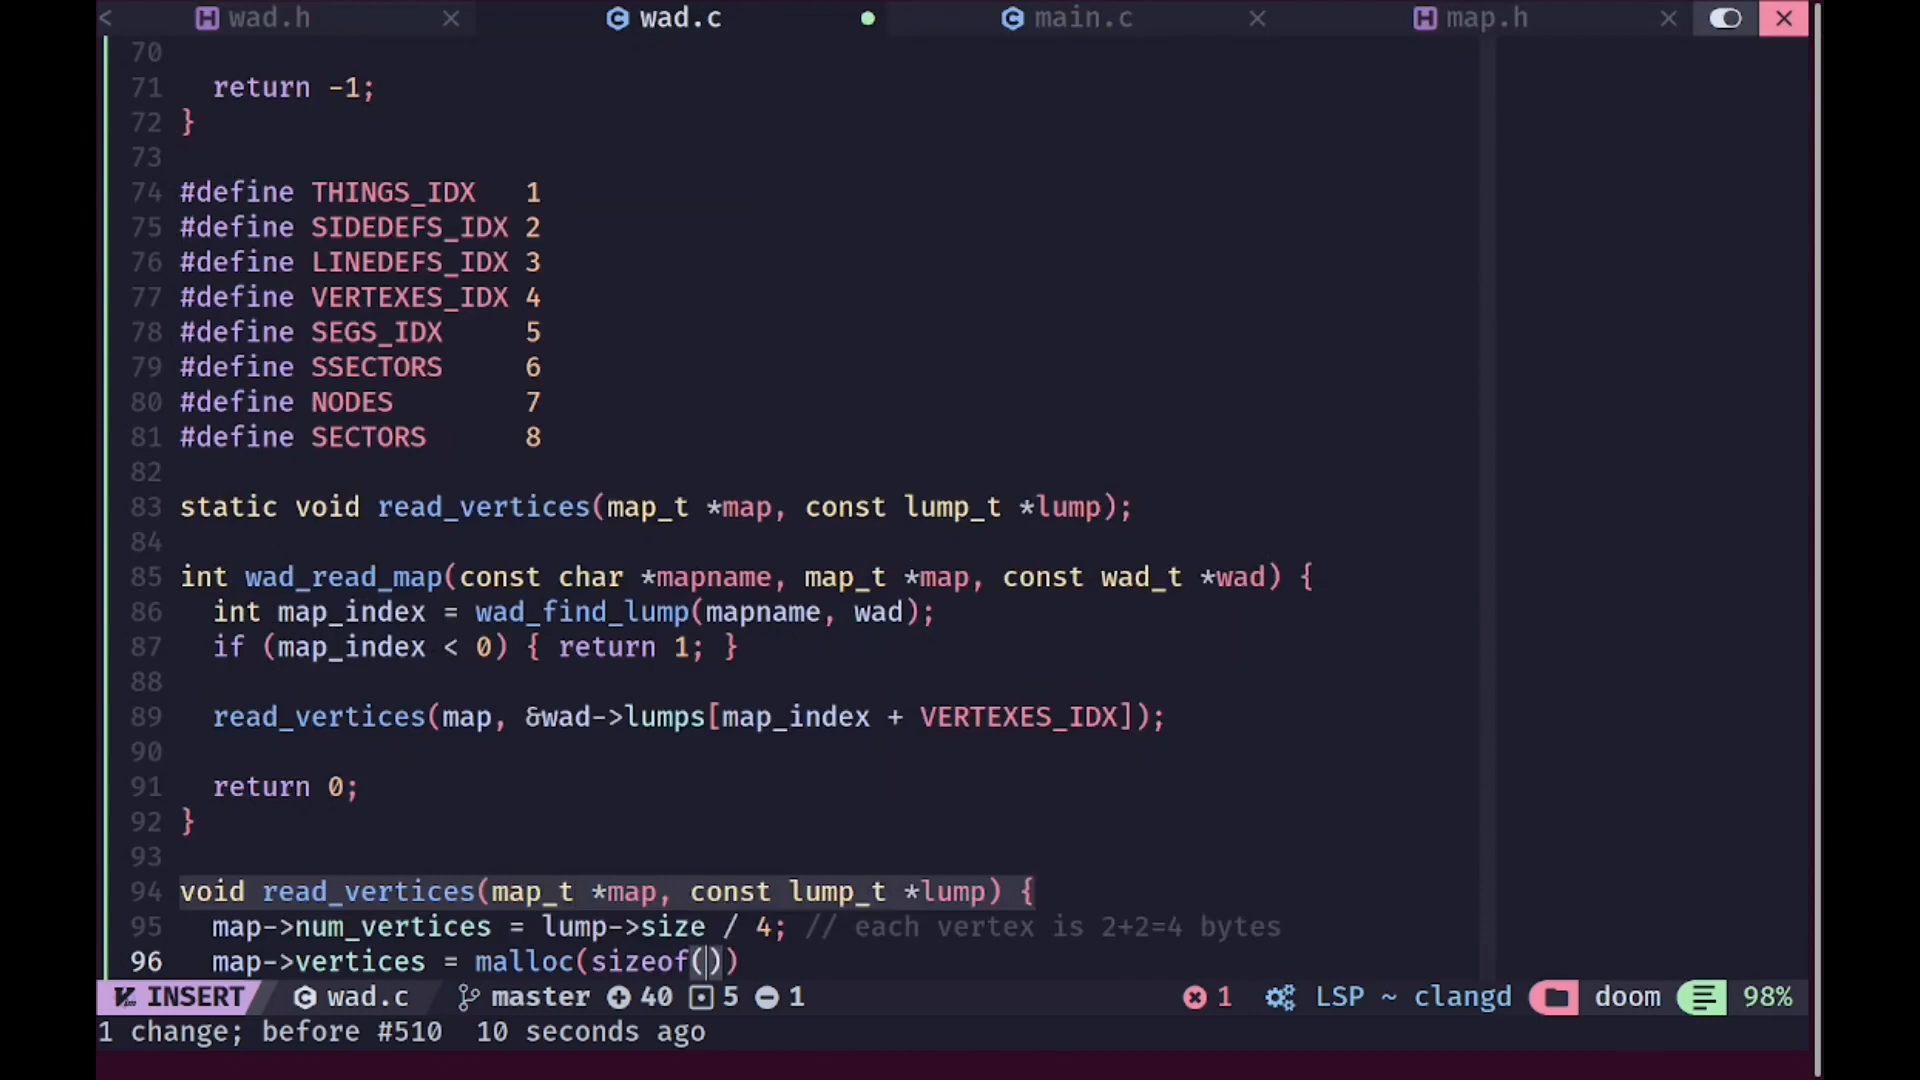 < wad.h wad.c main.c map.h
70
71 return -1;
72 }
73
74 #define THINGS_IDX 1
75 #define SIDEDEFS_IDX 2
76 #define LINEDEFS_IDX 3
77 #define VERTEXES_IDX 4
78 #define SEGS_IDX 5
79 #define SSECTORS 6
80 #define NODES 7
81 #define SECTORS 8
82
83 static void read_vertices(map_t *map, const lump_t *lump);
84
85 int wad_read_map(const char *mapname, map_t *map, const wad_t *wad) {
86 int map_index = wad_find_lump(mapname, wad);
87 if (map_index < 0) { return 1; }
88
89 read_vertices(map, &wad->lumps[map_index + VERTEXES_IDX]);
90
91 return 0;
92 }
93
94 void read_vertices(map_t *map, const lump_t *lump) {
95 map->num_vertices = lump->size / 4; // each vertex is 2+2=4 bytes
96 map->vertices = malloc(sizeof())
INSERT wad.c master 40 5 1 1 LSP ~ clangd doom 98%
1 change; before #510 10 seconds ago